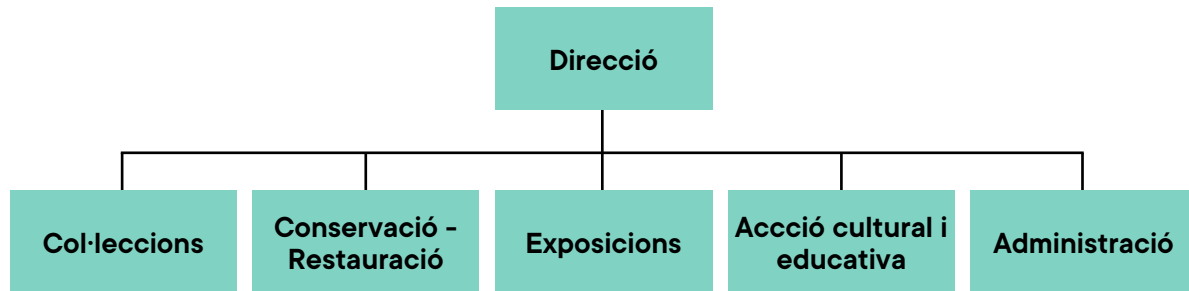 Direcció
Col·leccions
Conservació -
Restauració
Exposicions
Accció cultural i
educativa
Administració